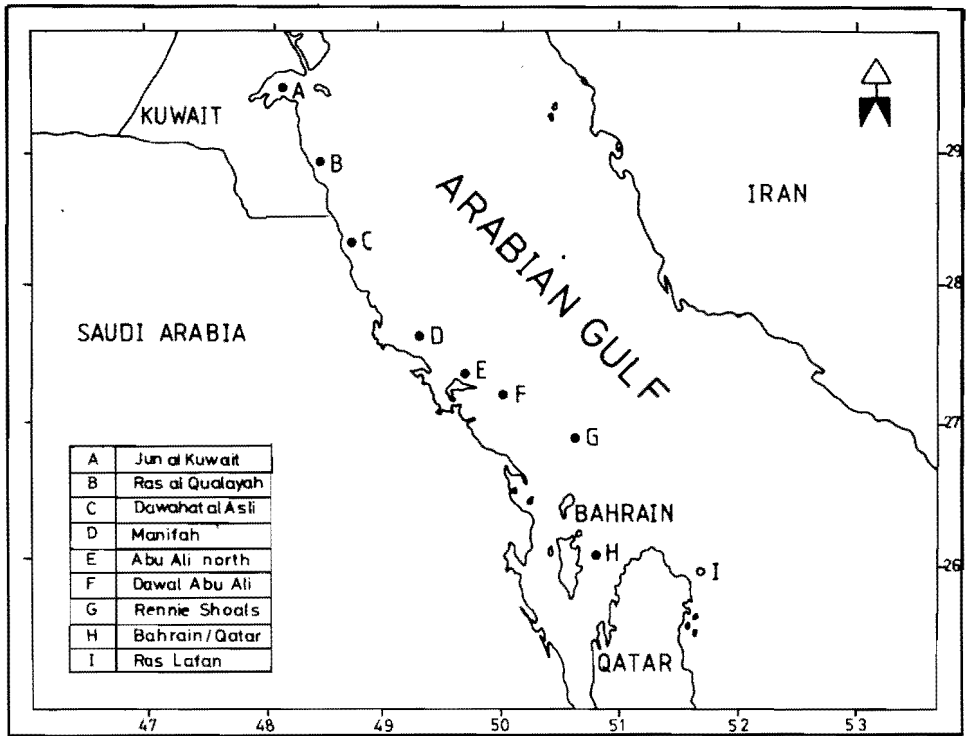 A
KUWAIT
B
29
IRAN
ARABIAN GULF
C
28
SAUDI ARABIA
D
E
F
27
G
A Jun al Kuwait
B Ras al Qualayah
C Dawahat al Asli
D Manifah
E Abu Ali north
F Dawal Abu Ali
G Rennie Shoals
H Bahrain/Qatar
I Ras Lafan
BAHRAIN
H
I
26
QATAR
47 48 49 50 51 52 53